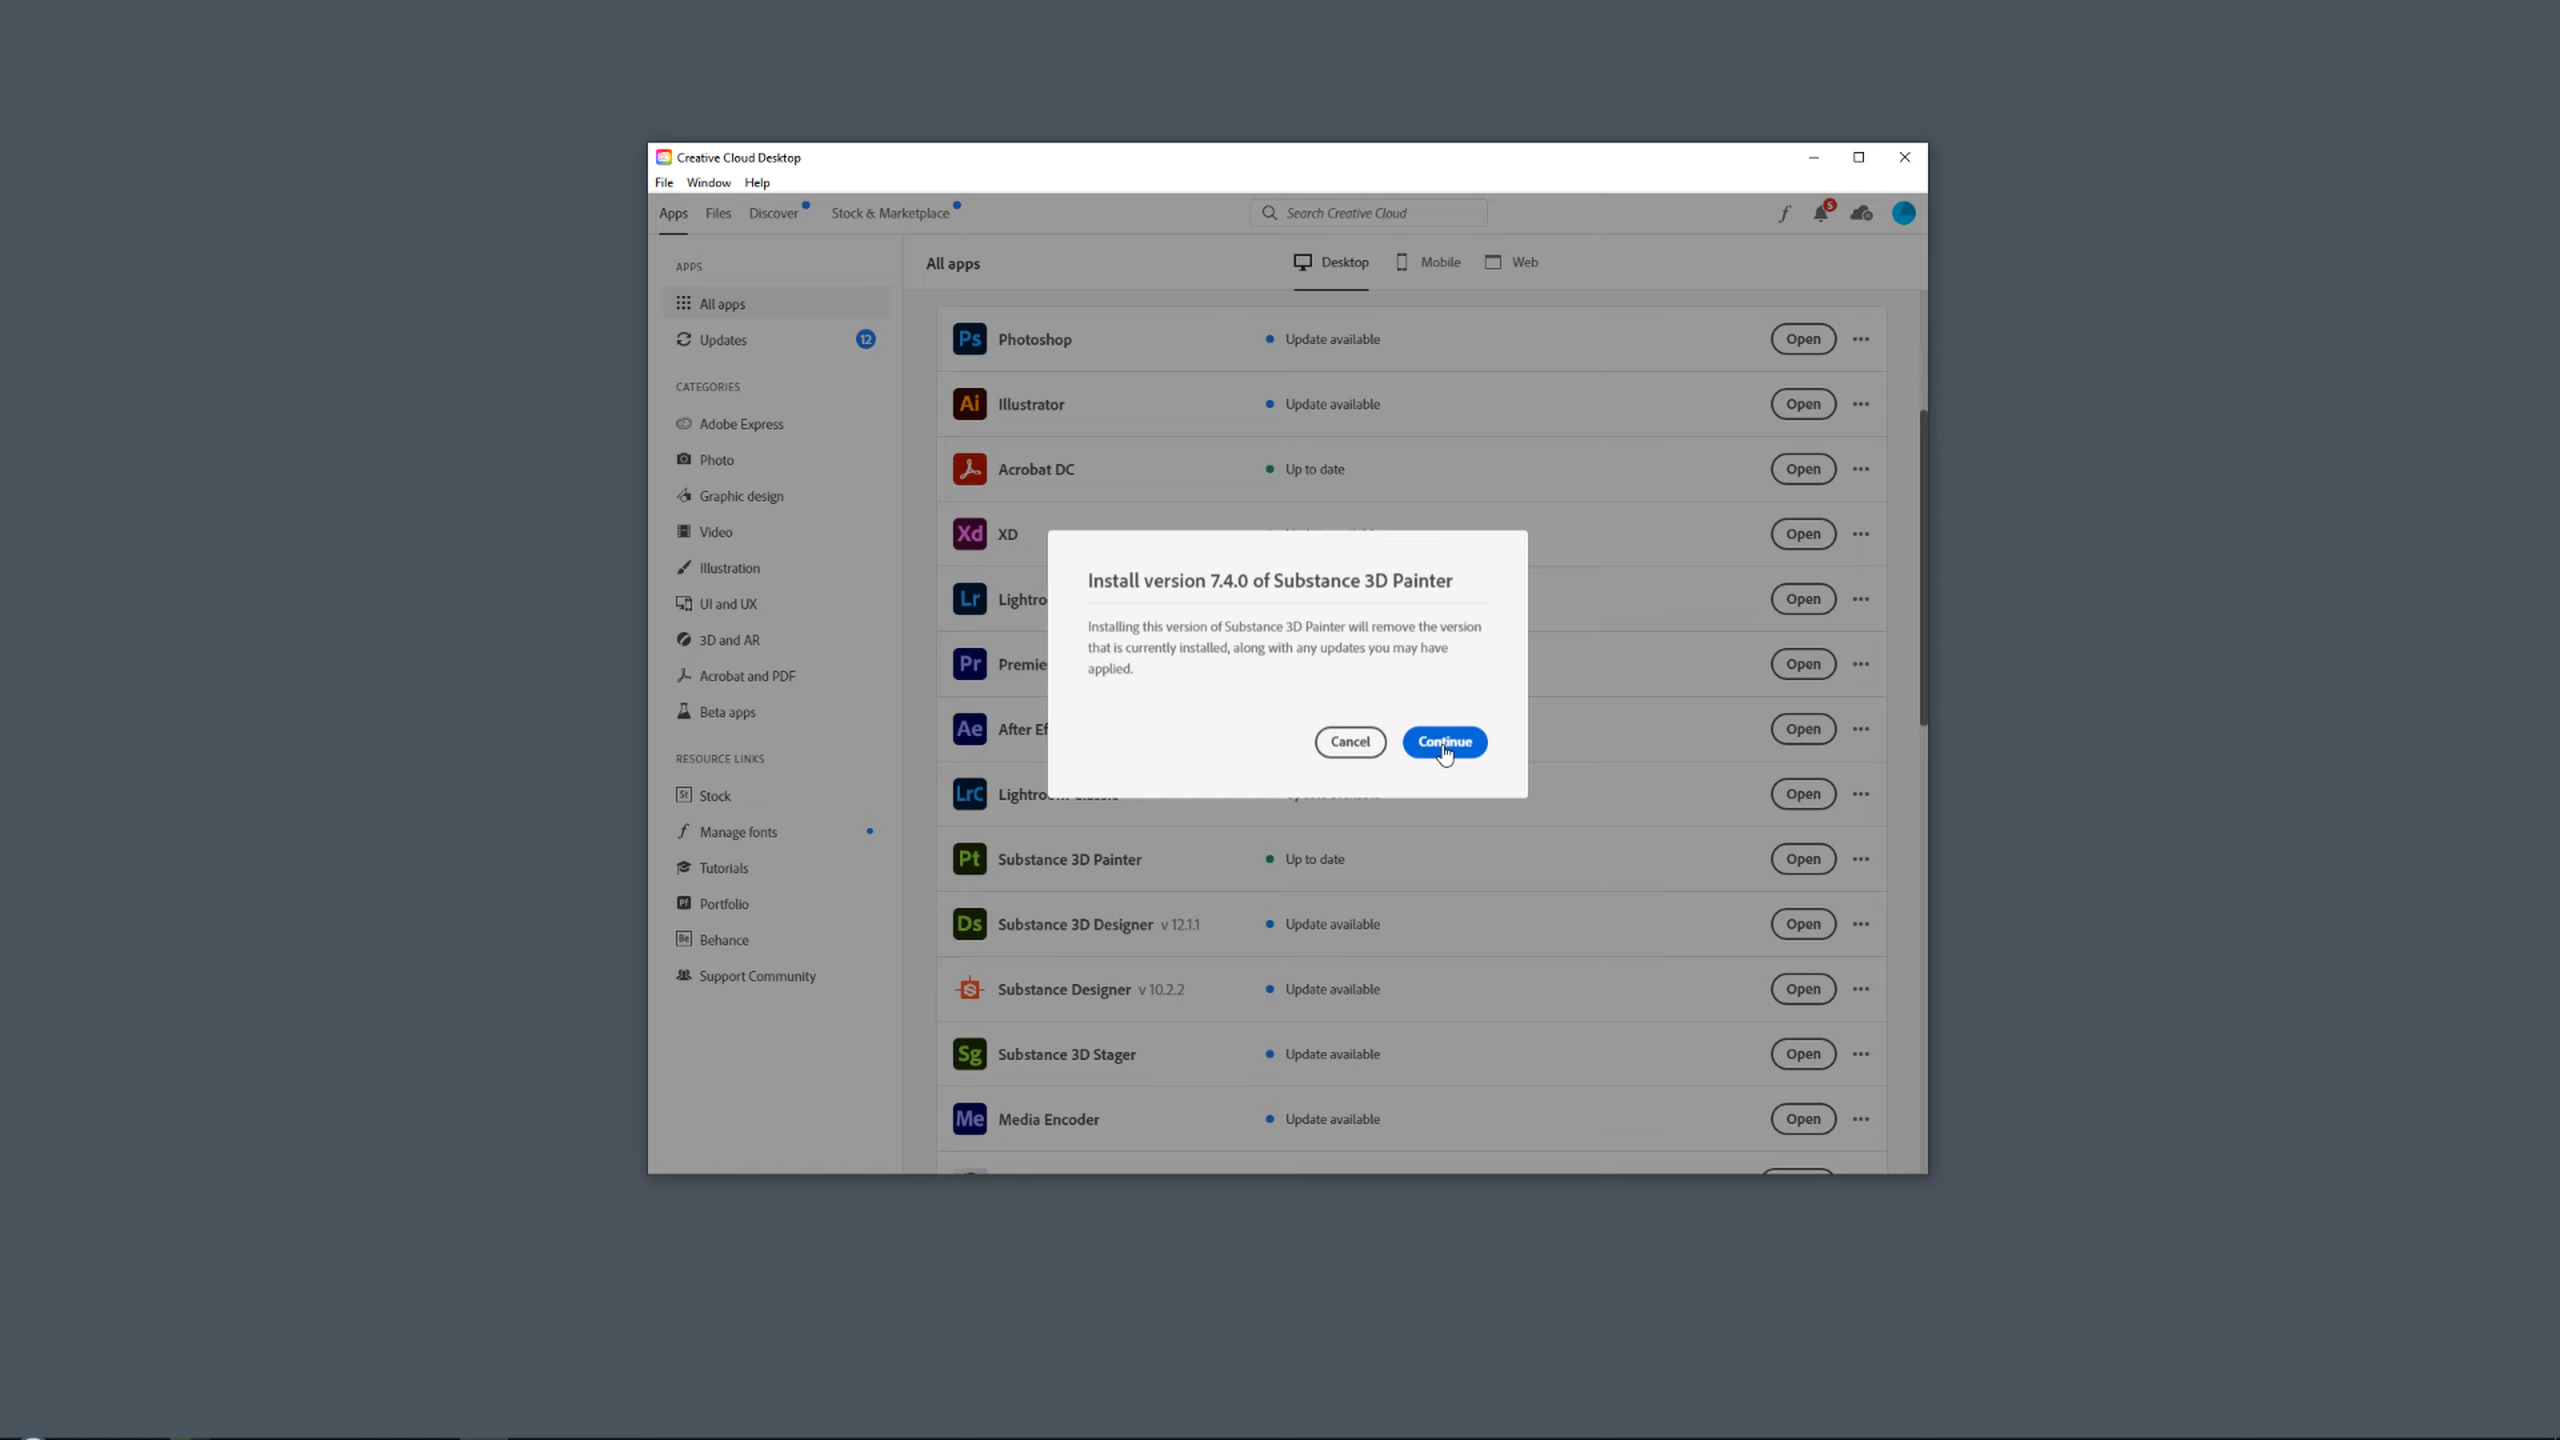 Creative Cloud Desktop
File Window Help
Apps Files Discover Stock & Marketplace Search Creative Cloud 5
APPS
All apps
Updates 12
CATEGORIES
Adobe Express
Photo
Graphic design
Video
Illustration
UI and UX
3D and AR
Acrobat and PDF
Beta apps
RESOURCE LINKS
St Stock
Manage fonts
Tutorials
Pf Portfolio
Be Behance
Support Community
All apps Desktop Mobile Web
Ps Photoshop Update available Open
Ai Illustrator Update available Open
Acrobat DC Up to date Open
Xd XD Open
Lr Lightro Open
Pr Premie Open
Ae After Ef Open
LrC Lightro Open
Pt Substance 3D Painter Up to date Open
Ds Substance 3D Designer v 12.1.1 Update available Open
Substance Designer v 10.2.2 Update available Open
Sg Substance 3D Stager Update available Open
Me Media Encoder Update available Open
Install version 7.4.0 of Substance 3D Painter
Installing this version of Substance 3D Painter will remove the version
that is currently installed, along with any updates you may have
applied.
Cancel Continue